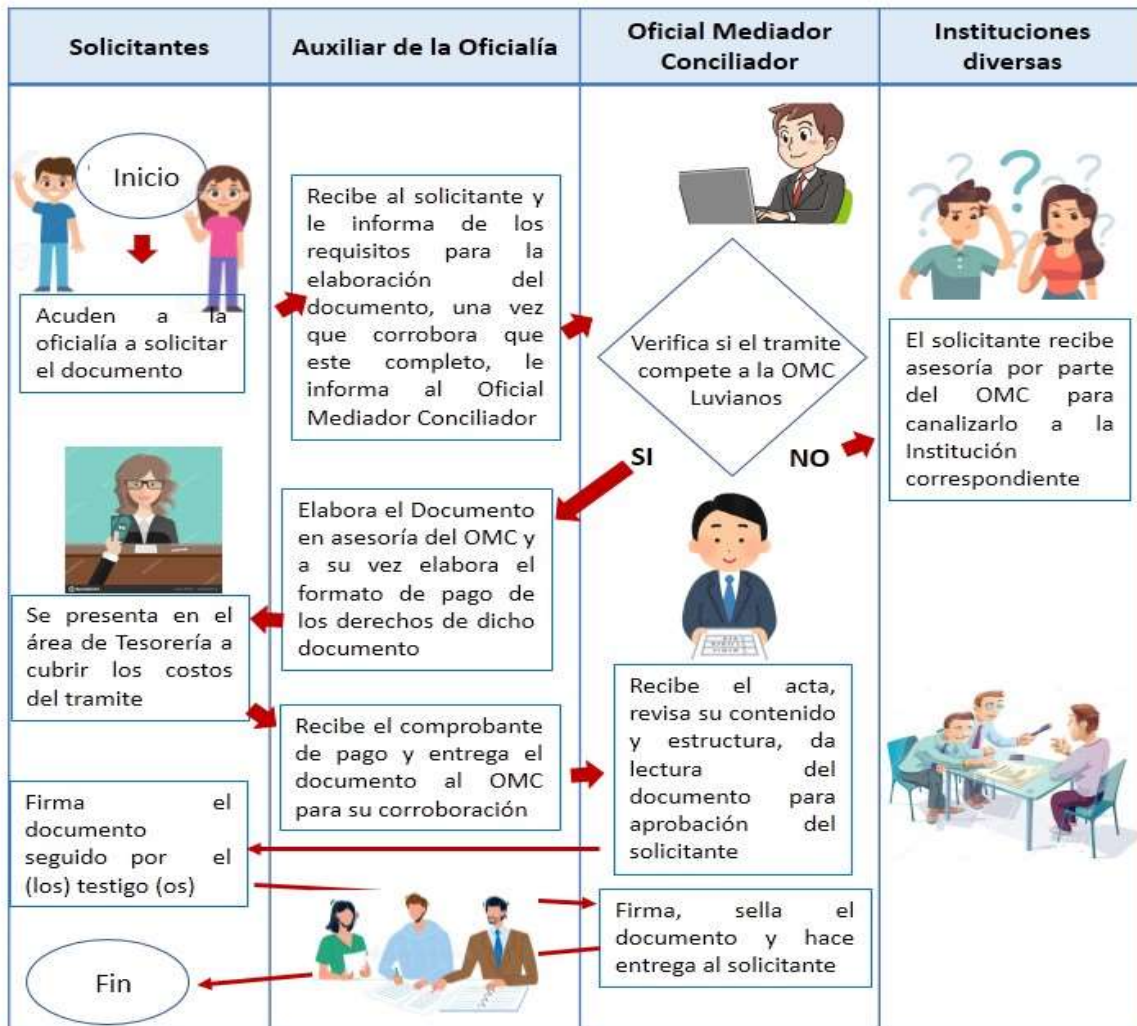 Solicitantes
Auxiliar de la Oficialía
Oficial Mediador
Conciliador
Instituciones
diversas
Inicio
Acuden a la
oficialía a solicitar
el documento
Recibe al solicitante y
le informa de los
requisitos para la
elaboración del
documento, una vez
que corrobora que
este completo, le
informa al Oficial
Mediador Conciliador
Verifica si el tramite
compete a la OMC
Luvianos
SI
NO
El solicitante recibe
asesoría por parte
del OMC para
canalizarlo a la
Institución
correspondiente
Elabora el Documento
en asesoría del OMC y
a su vez elabora el
formato de pago de
los derechos de dicho
documento
Se presenta en el
área de Tesorería a
cubrir los costos
del tramite
Recibe el comprobante
de pago y entrega el
documento al OMC
para su corroboración
Recibe el acta,
revisa su contenido
y estructura, da
lectura del
documento para
aprobación del
solicitante
Firma el
documento
seguido por el
(los) testigo (os)
Firma, sella el
documento y hace
entrega al solicitante
Fin